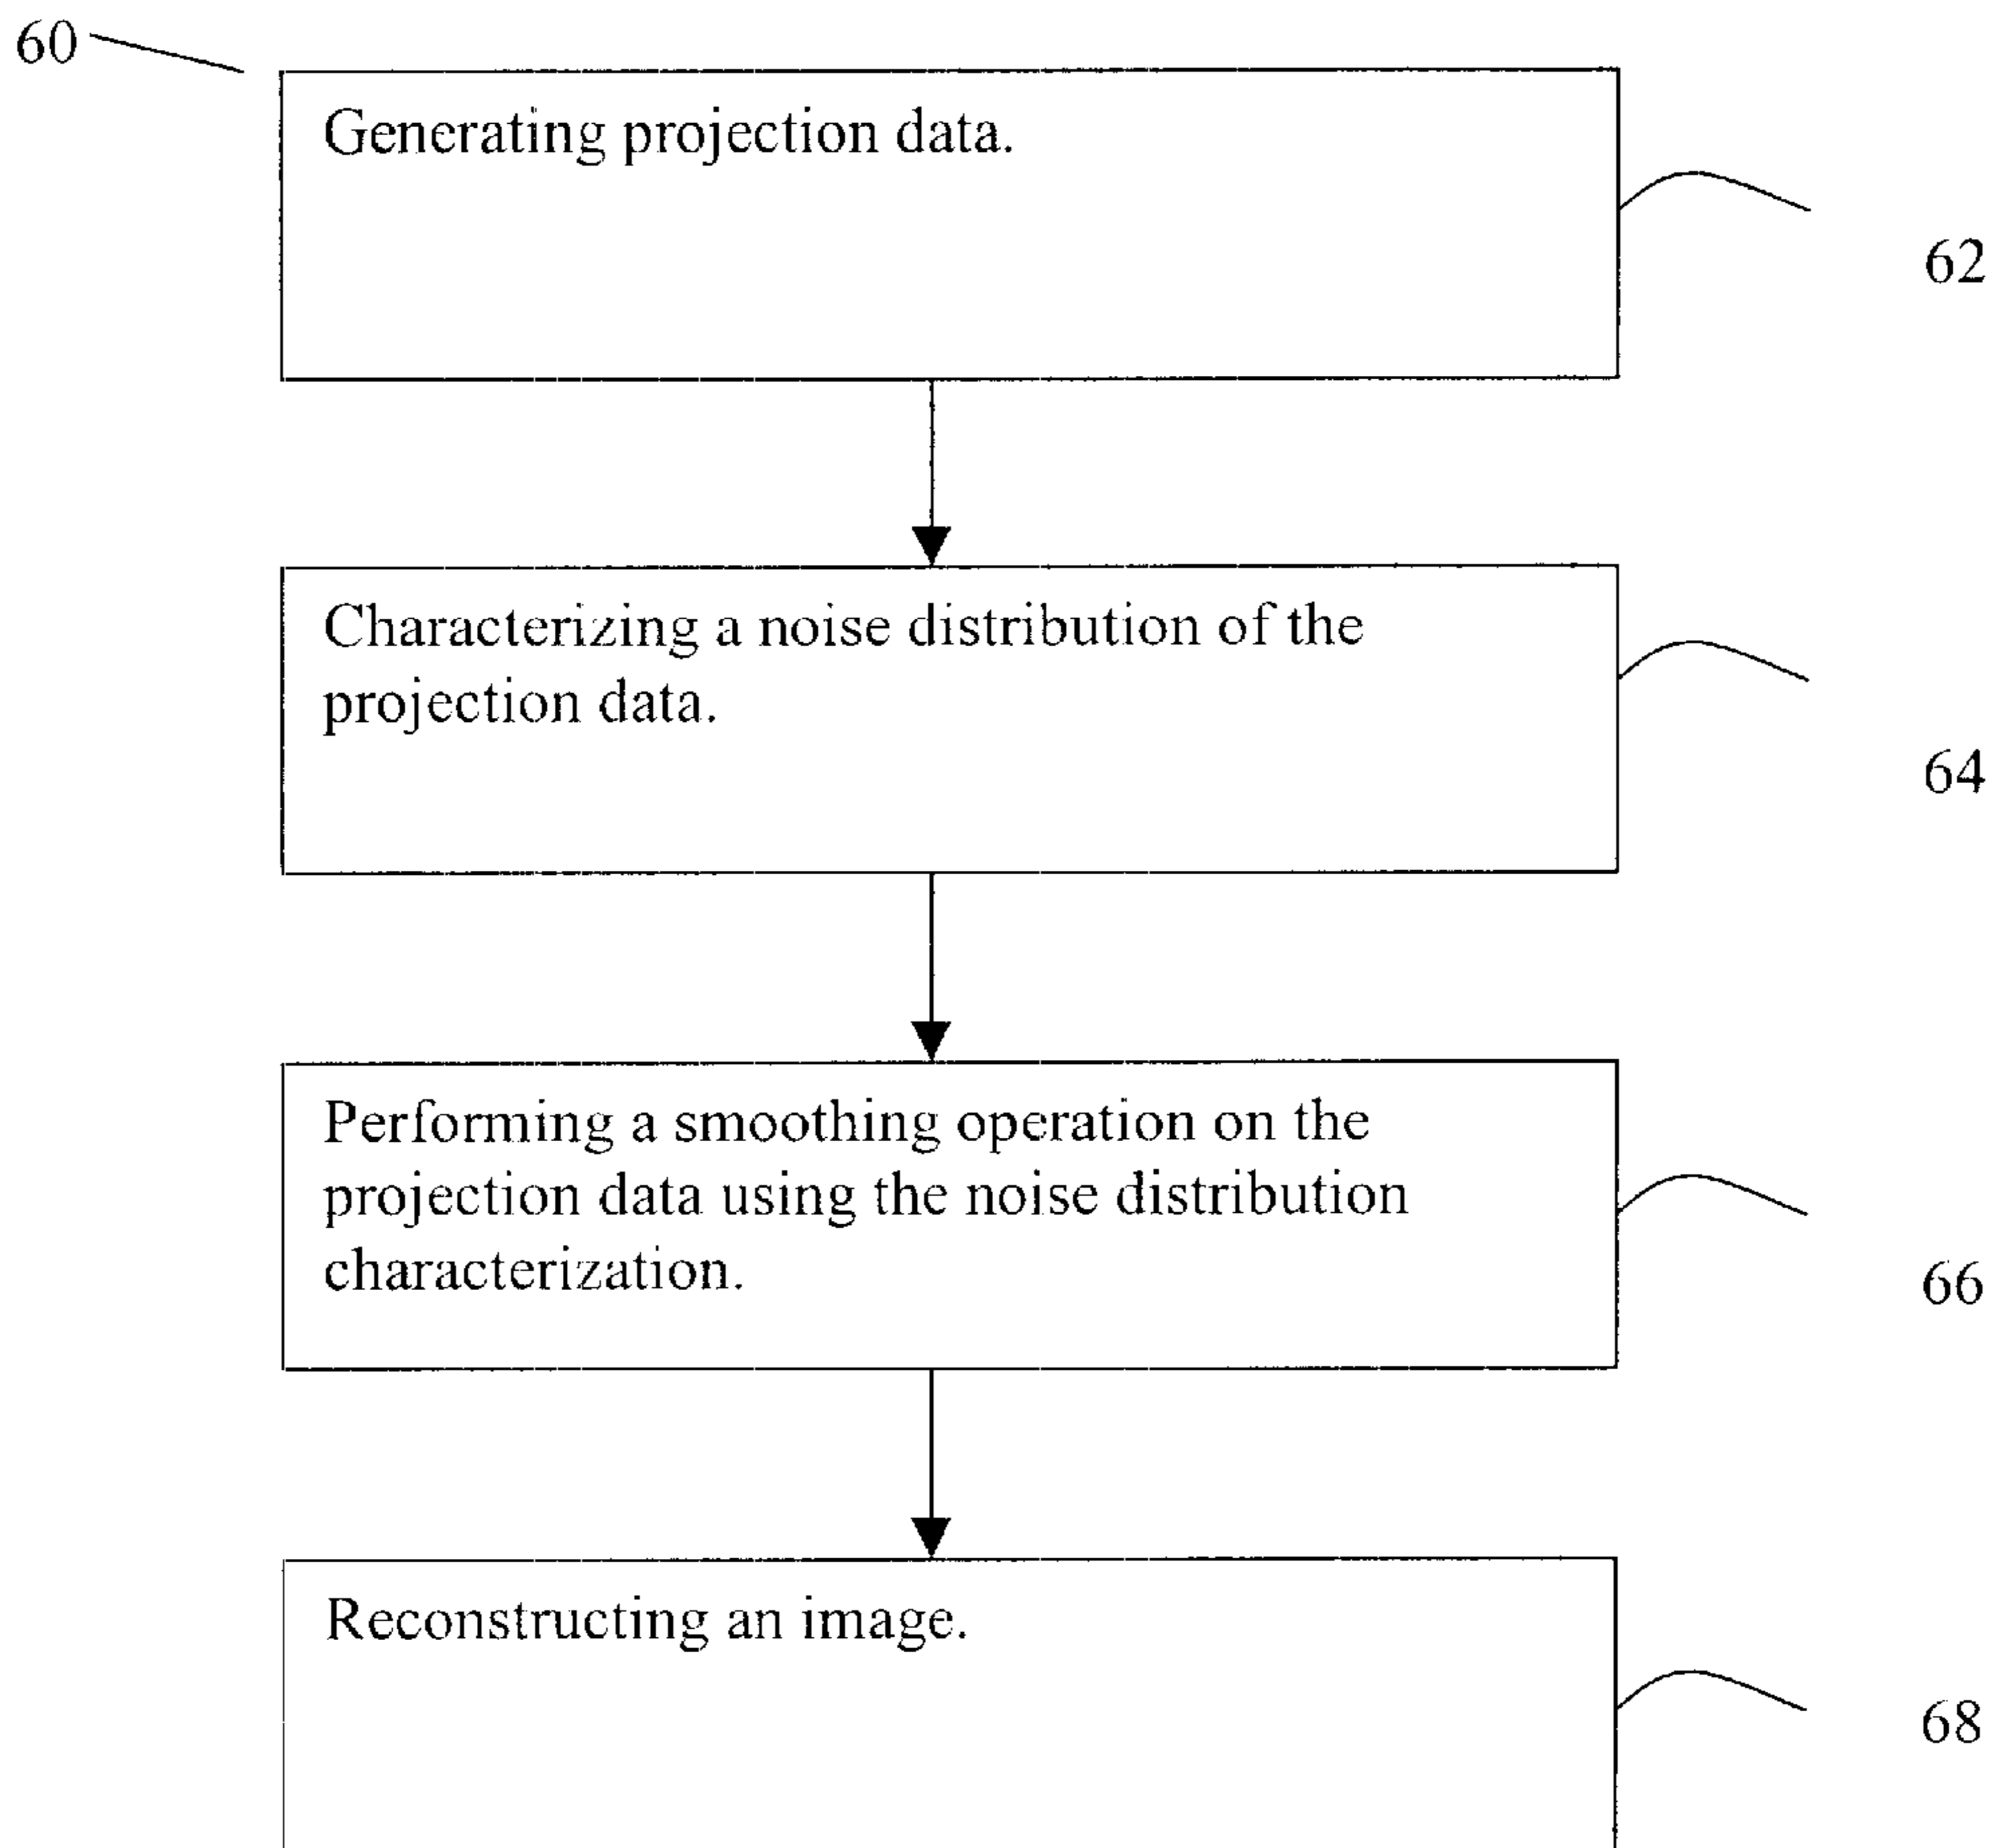 60
Generating projection data.
62
Characterizing a noise distribution of the
projection data.
64
Performing a smoothing operation on the
projection data using the noise distribution
characterization.
66
Reconstructing an image.
68